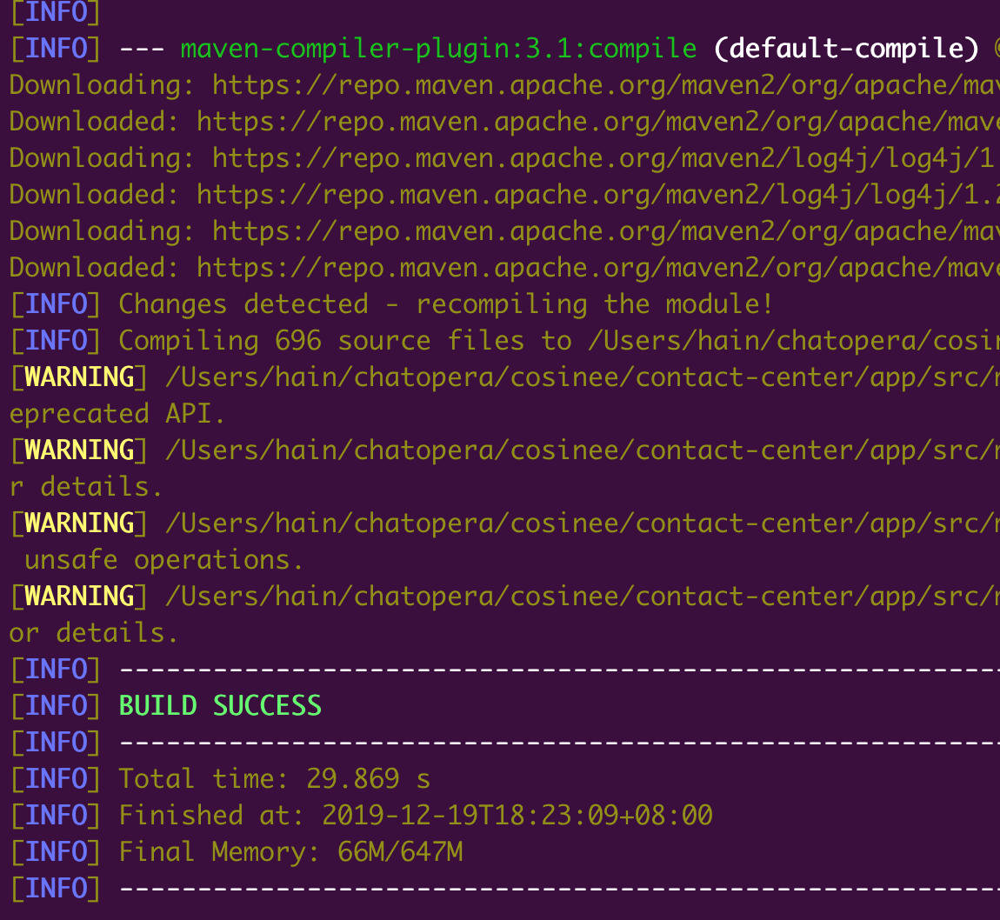 [INFO]
[INFO] --- maven-compiler-plugin:3.1:compile (default-compile) @
Downloading: https://repo.maven.apache.org/maven2/org/apache/mav
Downloaded: https://repo.maven.apache.org/maven2/org/apache/mave
Downloading: https://repo.maven.apache.org/maven2/log4j/log4j/1
Downloaded: https://repo.maven.apache.org/maven2/log4j/log4j/1.2
Downloading: https://repo.maven.apache.org/maven2/org/apache/mav
Downloaded: https://repo.maven.apache.org/maven2/org/apache/mave
[INFO] Changes detected - recompiling the module!
[INFO] Compiling 696 source files to /Users/hain/chatopera/cosin
[WARNING] /Users/hain/chatopera/cosinee/contact-center/app/src/
eprecated API.
[WARNING] /Users/hain/chatopera/cosinee/contact-center/app/src/
r details.
[WARNING] /Users/hain/chatopera/cosinee/contact-center/app/src/
unsafe operations.
[WARNING] /Users/hain/chatopera/cosinee/contact-center/app/src/
or details.
[INFO] --------------------------------------------------------
[INFO] BUILD SUCCESS
[INFO] --------------------------------------------------------
[INFO] Total time: 29.869 s
[INFO] Finished at: 2019-12-19T18:23:09+08:00
[INFO] Final Memory: 66M/647M
[INFO] --------------------------------------------------------